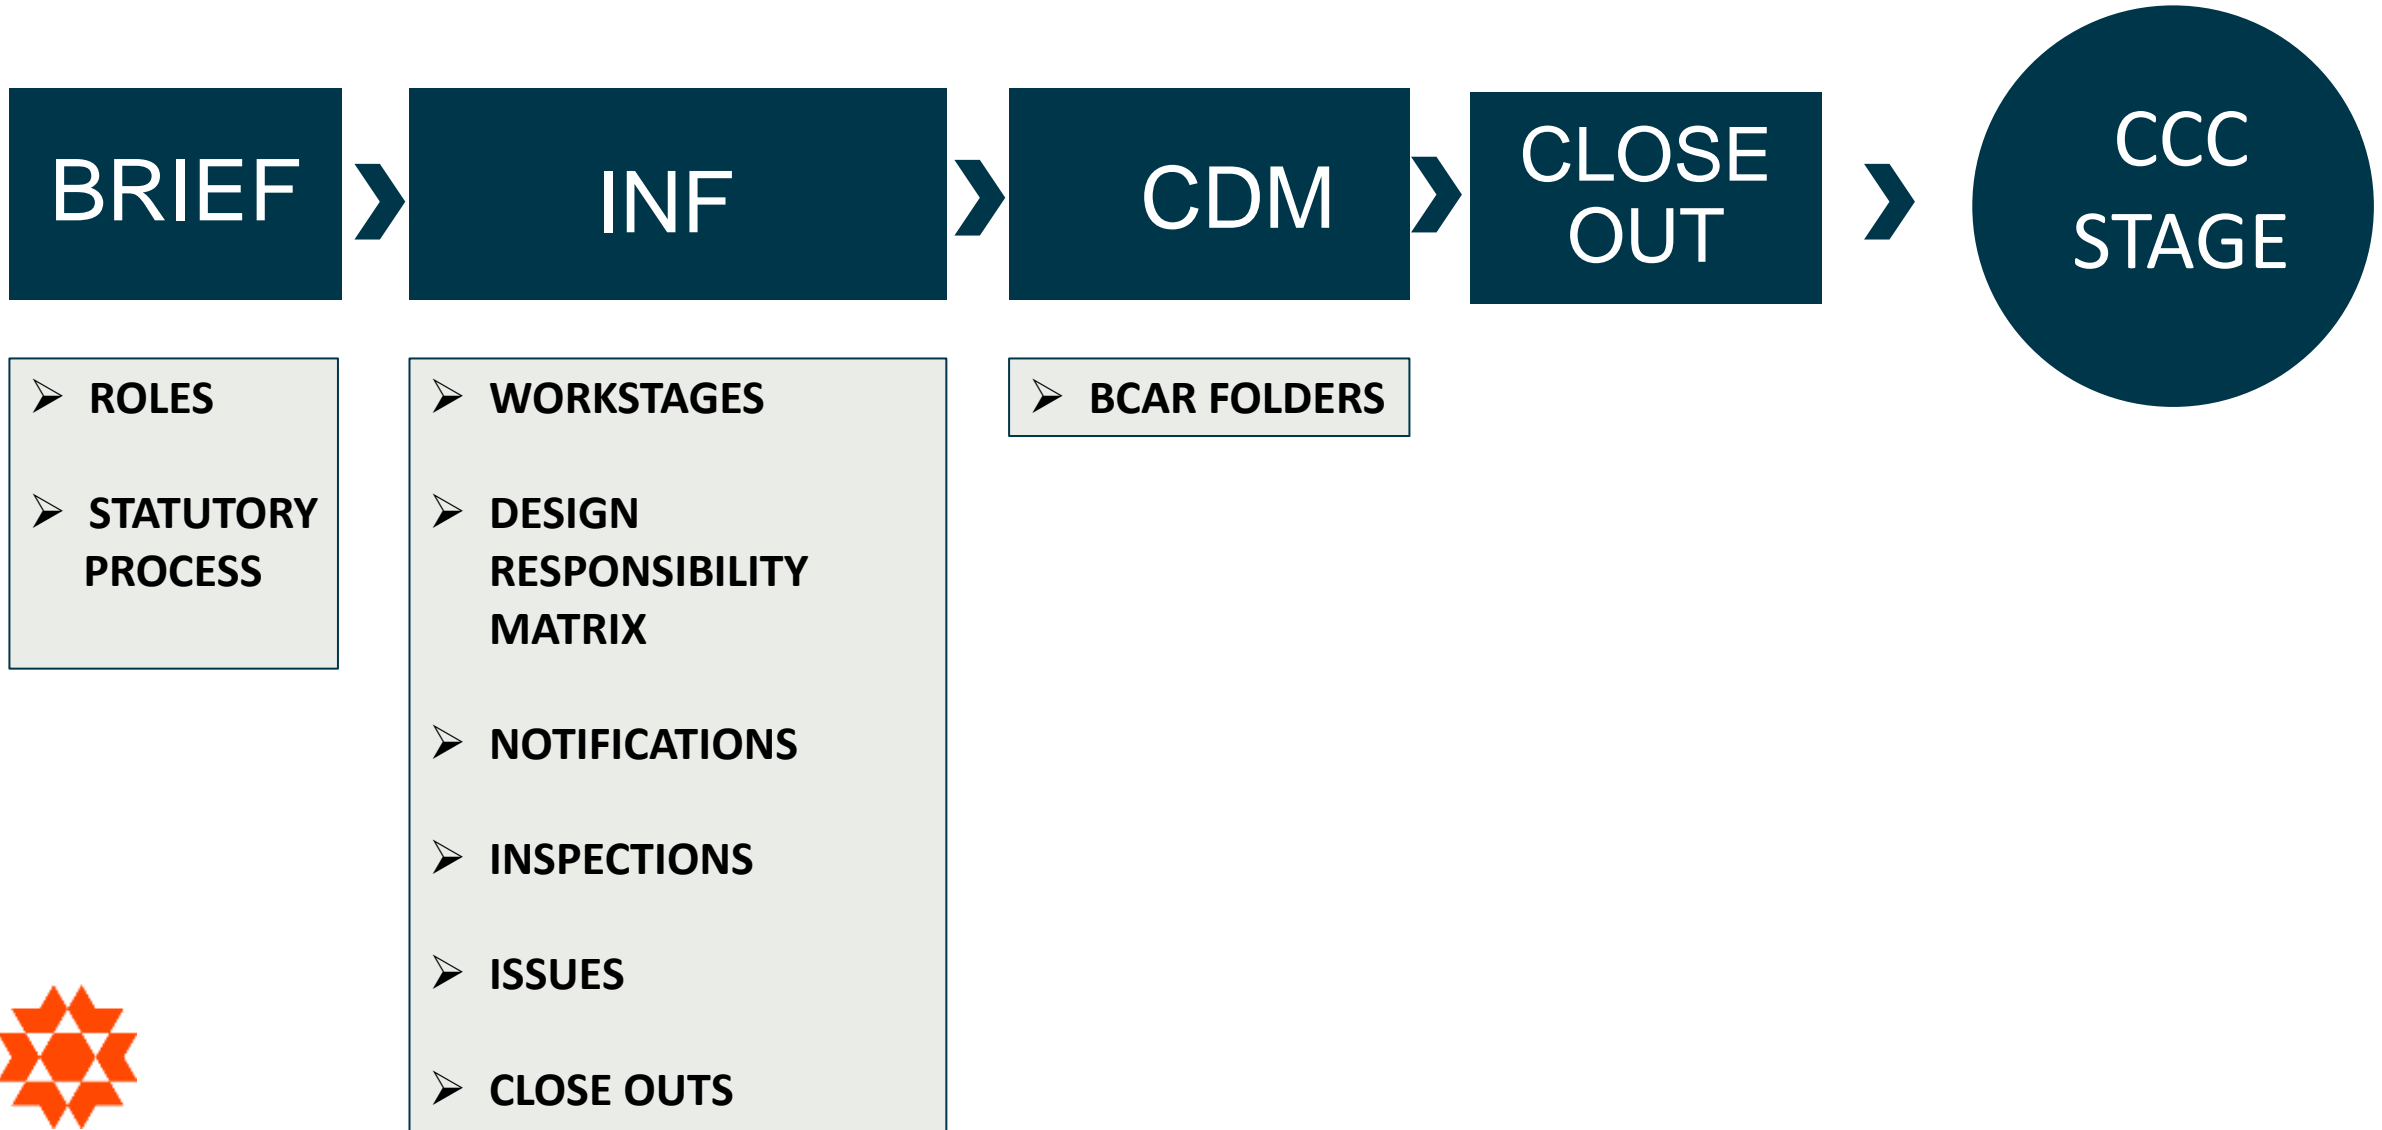 BRIEF
INF
CDM
CLOSE
OUT
CCC
STAGE
ROLES
STATUTORY
PROCESS
WORKSTAGES
DESIGN
RESPONSIBILITY
MATRIX
NOTIFICATIONS
INSPECTIONS
ISSUES
CLOSE OUTS
BCAR FOLDERS